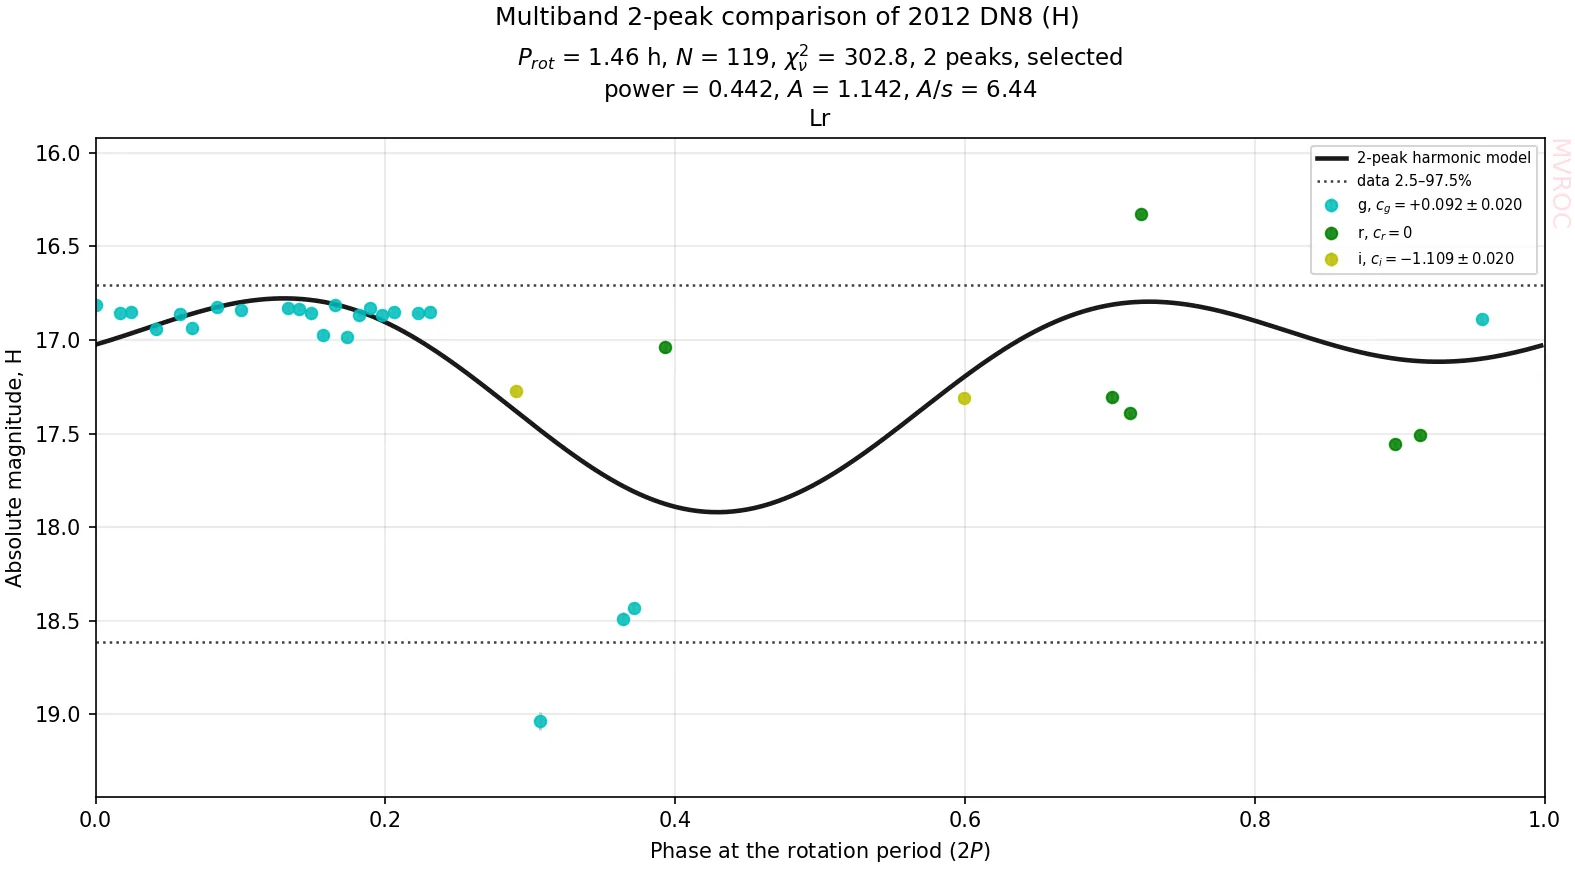 Multiband 2-peak comparison of 2012 DN8 (H)
P_rot = 1.46 h, N = 119, χ²_ν = 302.8, 2 peaks, selected
power = 0.442, A = 1.142, A/s = 6.44
Lr
16.0
16.5
17.0
17.5
18.0
18.5
19.0
Absolute magnitude, H
2-peak harmonic model
data 2.5–97.5%
g, c_g = +0.092 ± 0.020
r, c_r = 0
i, c_i = −1.109 ± 0.020
MVROC
0.0 0.2 0.4 0.6 0.8 1.0
Phase at the rotation period (2P)